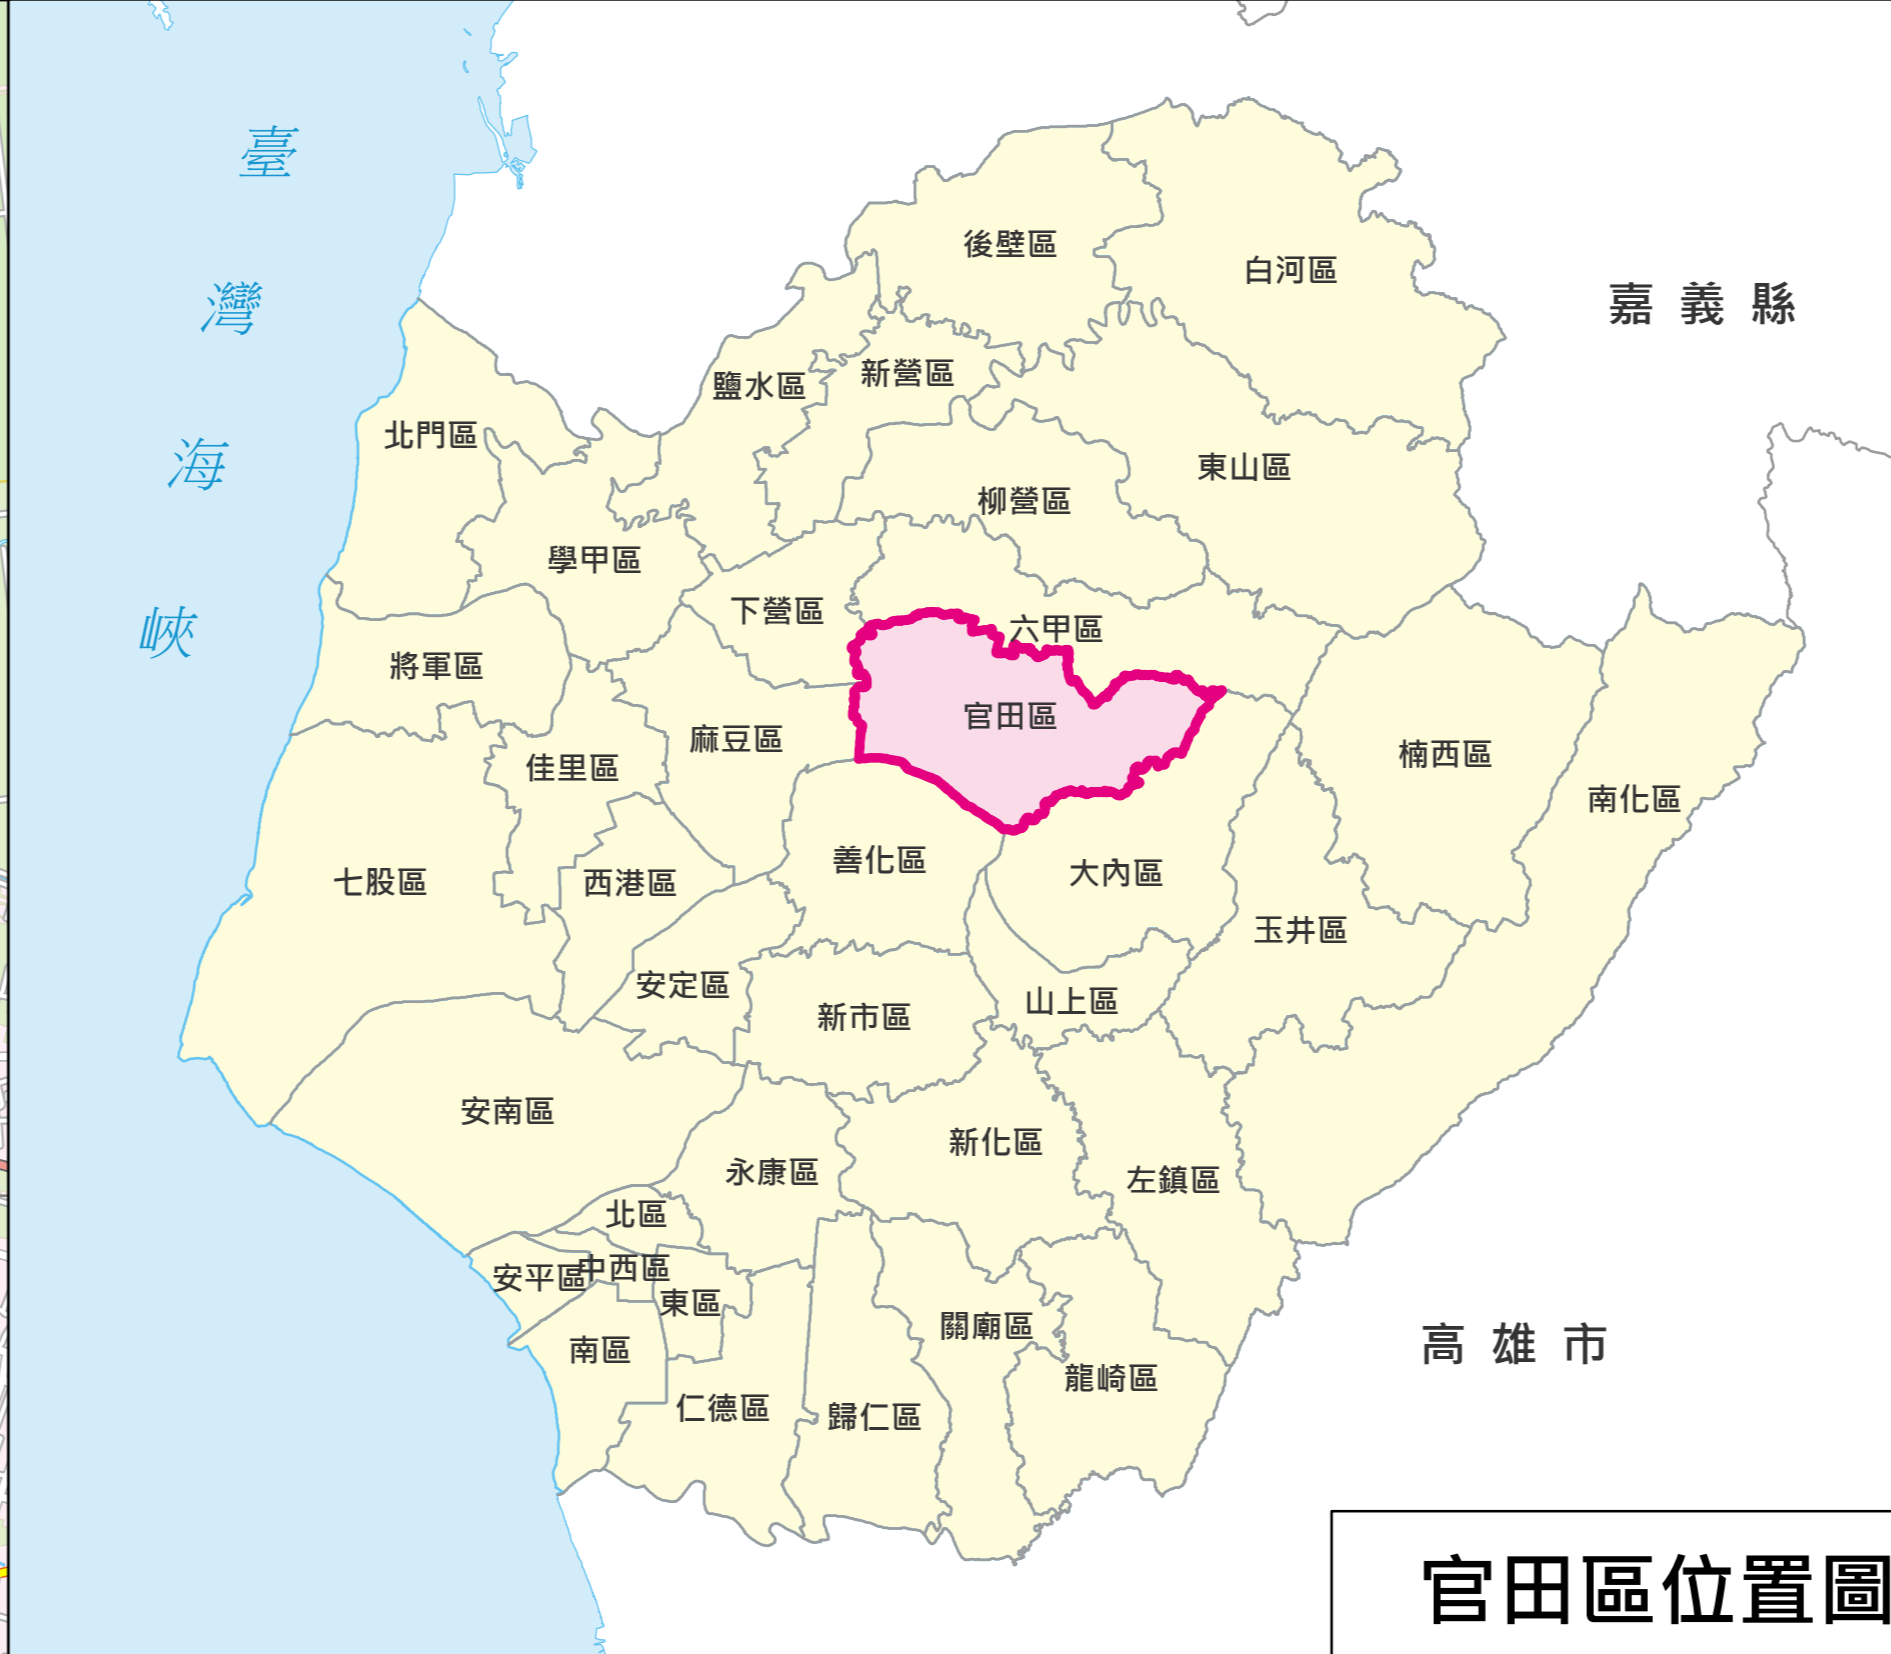 臺灣海峽
後壁區
白河區
嘉義縣
鹽水區
新營區
北門區
東山區
柳營區
學甲區
下營區
六甲區
將軍區
官田區
麻豆區
楠西區
佳里區
南化區
善化區
大內區
七股區
西港區
玉井區
安定區
山上區
新市區
安南區
新化區
永康區
左鎮區
北區
中西區
安平區
東區
關廟區
高雄市
南區
龍崎區
仁德區
歸仁區
官田區位置圖